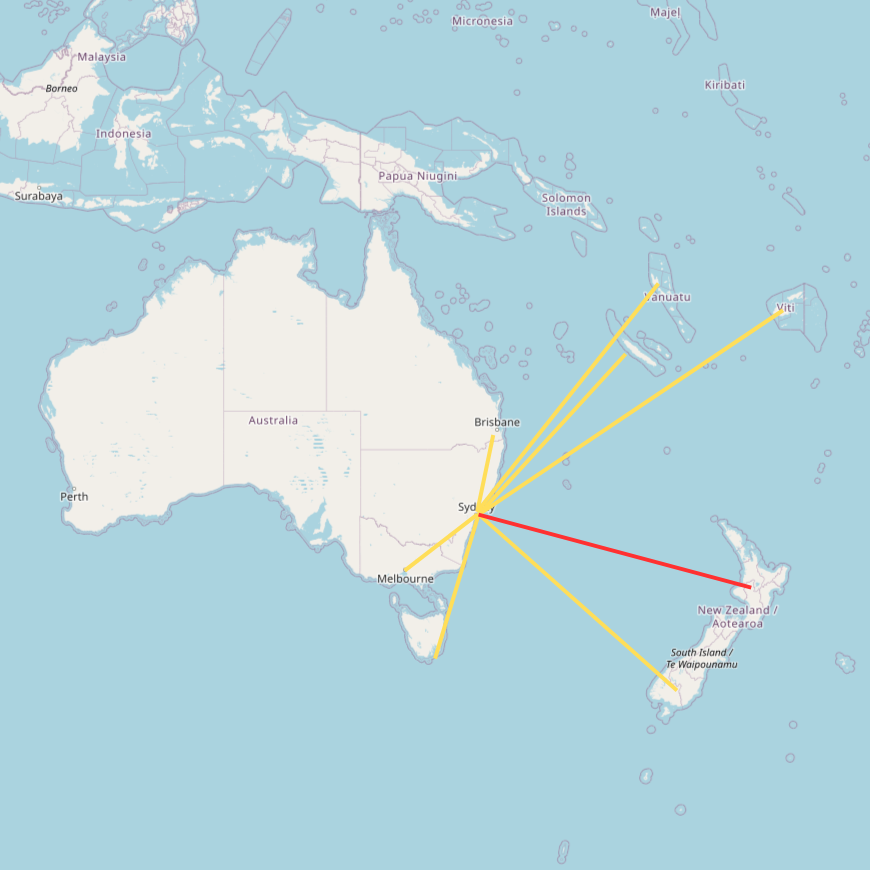 Micronesia
Majel
Malaysia
Borneo
Kiribati
Indonesia
Papua Niugini
Surabaya
Solomon
Islands
Vanuatu
Viti
Australia
Brisbane
Perth
Sydney
Melbourne
New Zealand /
Aotearoa
South Island /
Te Waipounamu